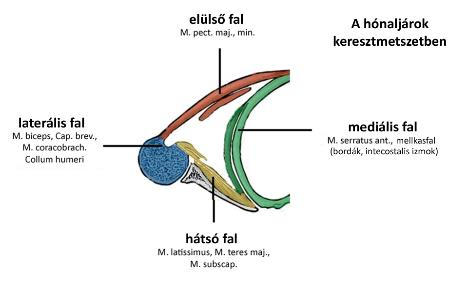 elülső fal
M. pect. maj., min.
A hónaljárok
keresztmetszetben
laterális fal
M. biceps, Cap. brev.,
M. coracobrach.
Collum humeri
mediális fal
M. serratus ant., mellkasfal
(bordák, intecostalis izmok)
hátsó fal
M. latissimus, M. teres maj.,
M. subscap.